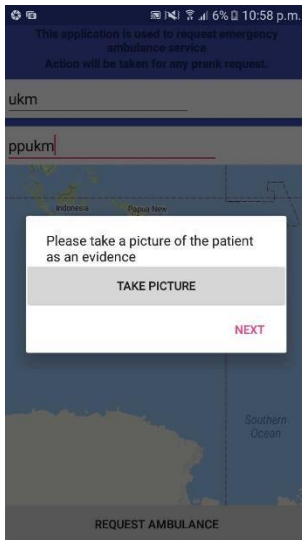 6% 10:58 p.m.
This application is used to request emergency
ambulance service
Action will be taken for any prank request.
ukm
ppukm
Indonesia
Papua New
Please take a picture of the patient
as an evidence
TAKE PICTURE
NEXT
Southern
Ocean
REQUEST AMBULANCE